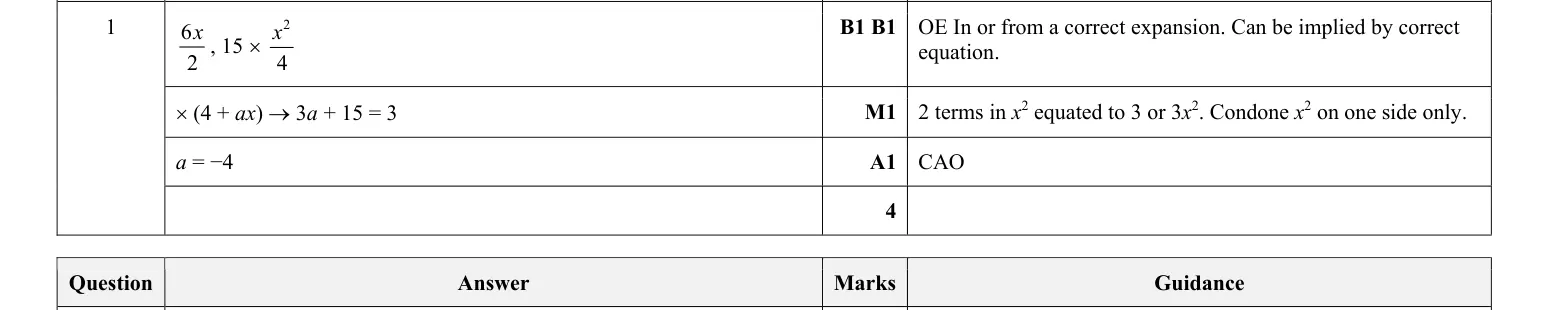 1 6x/2 , 15 × x²/4 B1 B1 OE In or from a correct expansion. Can be implied by correct
equation.
× (4 + ax) → 3a + 15 = 3 M1 2 terms in x² equated to 3 or 3x². Condone x² on one side only.
a = −4 A1 CAO
4
Question Answer Marks Guidance